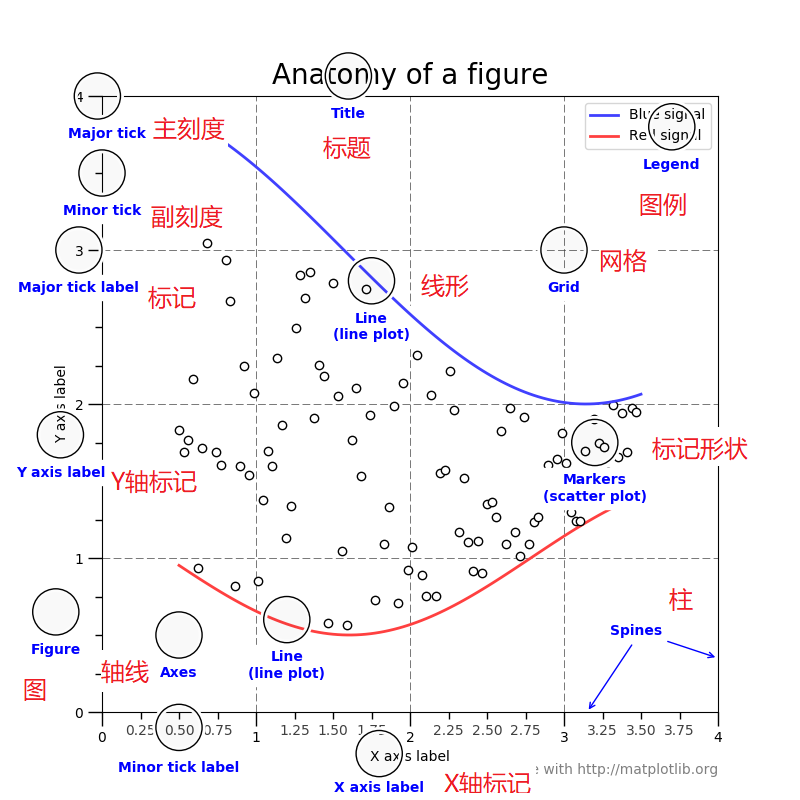 Anatomy of a figure
4
Blue signal
Red signal
Major tick
主刻度
Title
标题
Legend
图例
Minor tick
副刻度
3
Major tick label
标记
Line
(line plot)
线形
Grid
网格
2
Y axis label
Y axis label
Y轴标记
Markers
(scatter plot)
标记形状
1
柱
Spines
Figure
图
轴线
Axes
Line
(line plot)
0
0 0.25 0.50 0.75 1 1.25 1.50 1.75 2 2.25 2.50 2.75 3 3.25 3.50 3.75 4
X axis label
Minor tick label
X axis label
X轴标记
with http://matplotlib.org